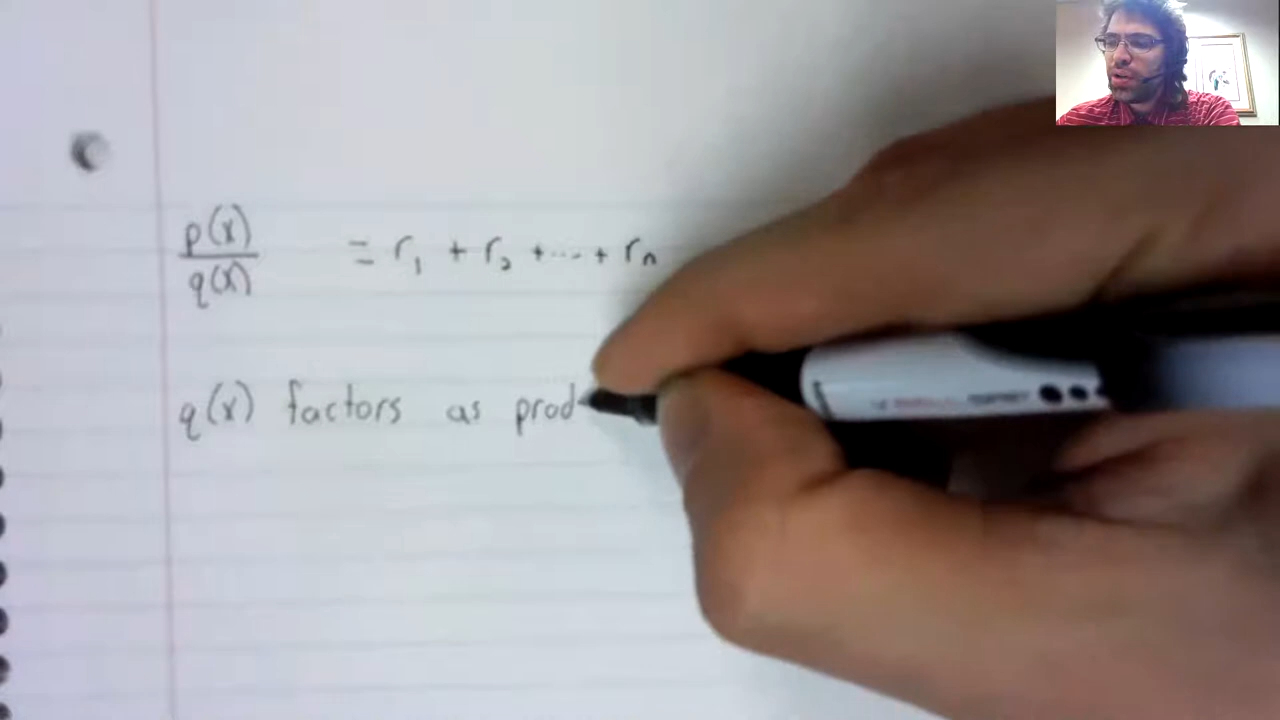 p(x)
q(x) = r₁ + r₂ + ··· + rₙ
q(x) factors as prod